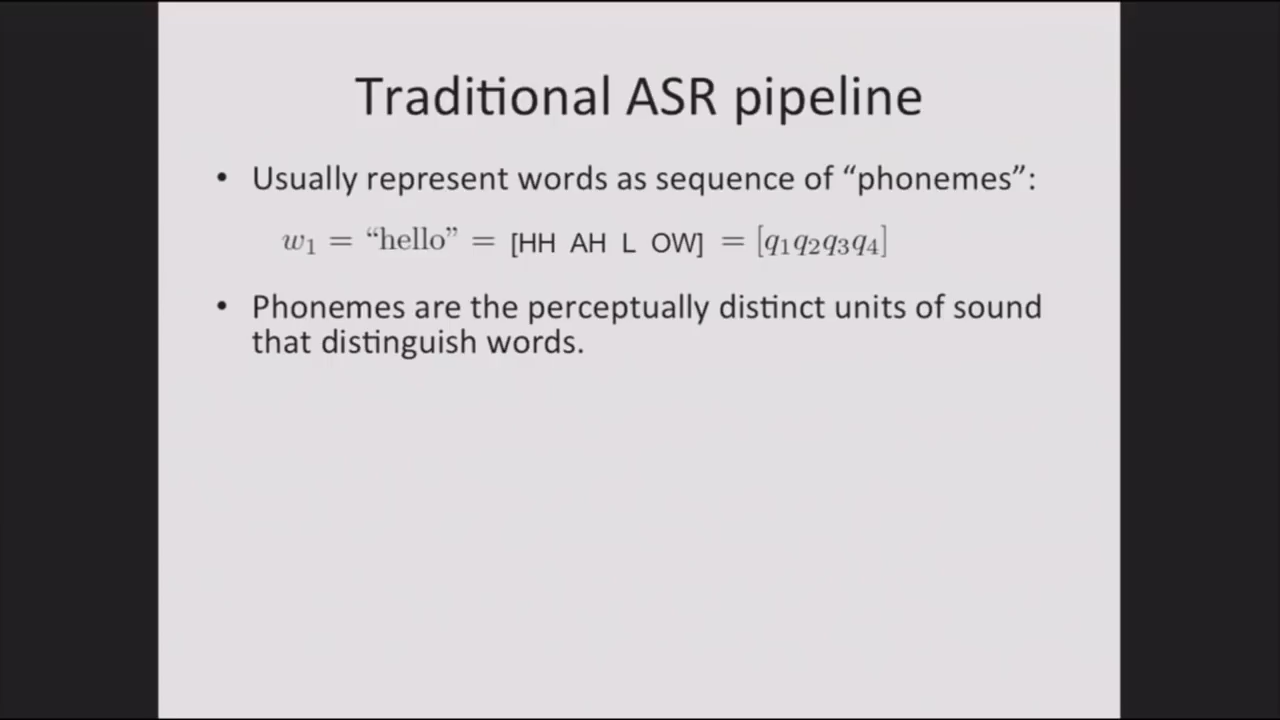 Traditional ASR pipeline
• Usually represent words as sequence of “phonemes”:
w₁ = “hello” = [HH AH L OW] = [q₁q₂q₃q₄]
• Phonemes are the perceptually distinct units of sound
that distinguish words.